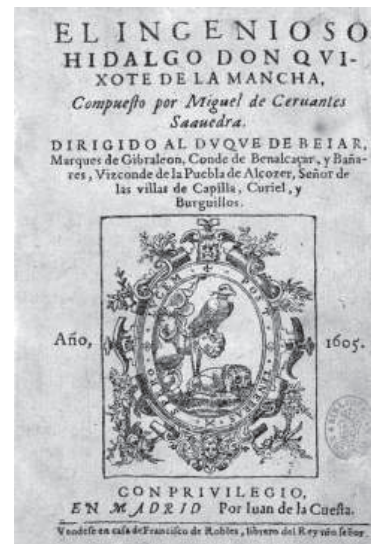 EL INGENIOSO
HIDALGO DON QVI-
XOTE DE LA MANCHA,
Compuesto por Miguel de Ceruantes
Saauedra.
DIRIGIDO AL DVQVE DE BEIAR,
Marques de Gibraleon, Conde de Benalcaçar, y Baña-
res, Vizconde de la Puebla de Alcozer, Señor de
las villas de Capilla, Curiel, y
Burguillos.
Año, 1605.
CON PRIVILEGIO,
EN MADRID Por Iuan de la Cuesta.
Vendese en casa de Francisco de Robles, librero del Rey nro señor.